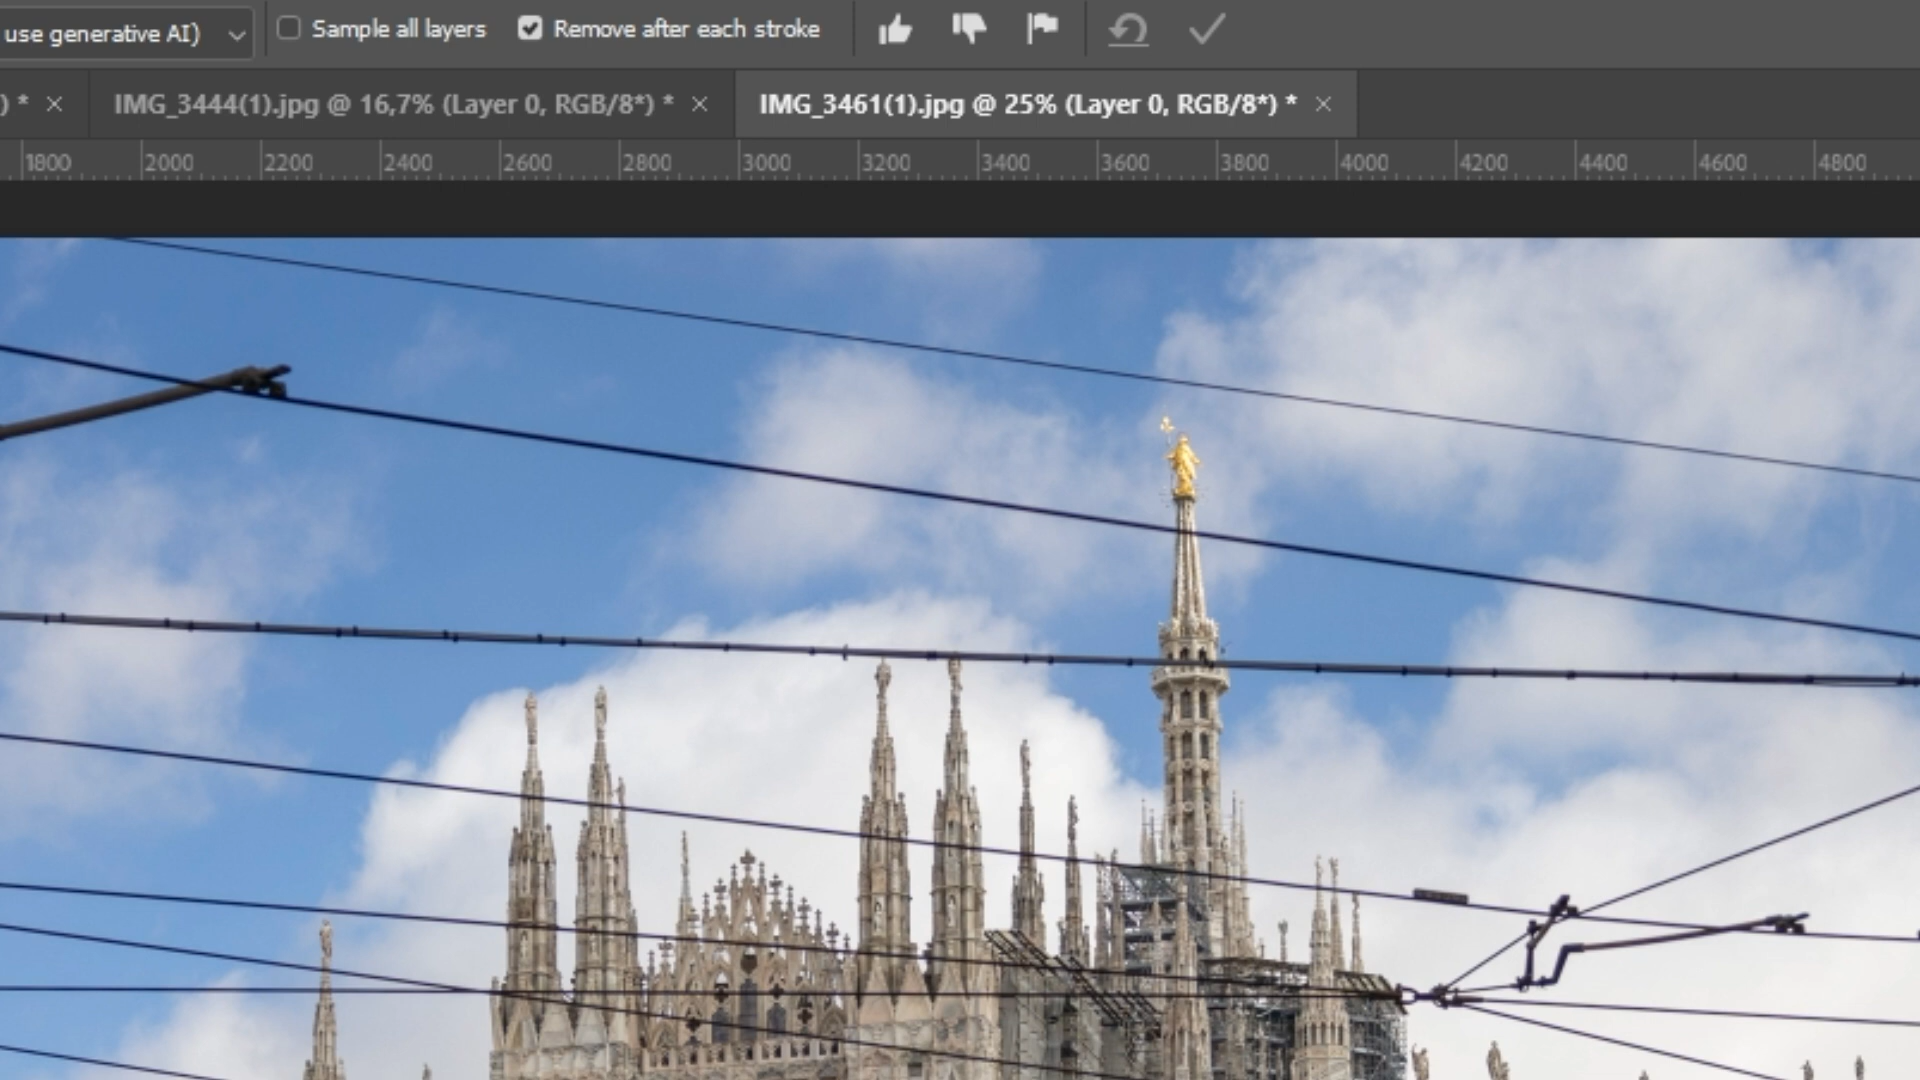 use generative AI) Sample all layers Remove after each stroke
) * IMG_3444(1).jpg @ 16,7% (Layer 0, RGB/8*) * IMG_3461(1).jpg @ 25% (Layer 0, RGB/8*) *
1800 2000 2200 2400 2600 2800 3000 3200 3400 3600 3800 4000 4200 4400 4600 4800